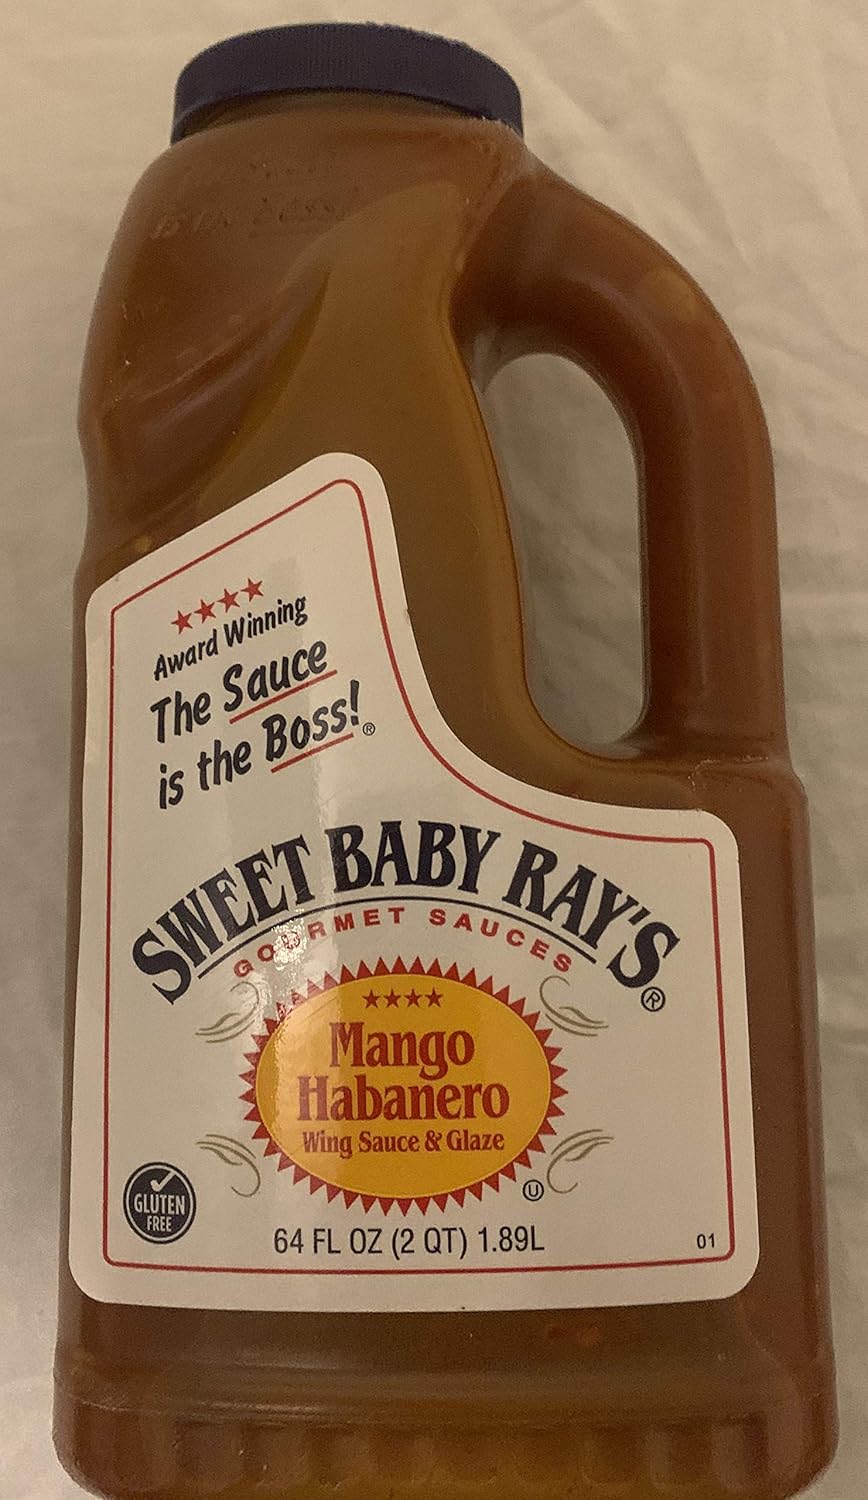 Award Winning
The Sauce
is the Boss!®
SWEET BABY RAY'S®
GOURMET SAUCES
Mango
Habanero
Wing Sauce & Glaze
U
GLUTEN
FREE
64 FL OZ (2 QT) 1.89L
01